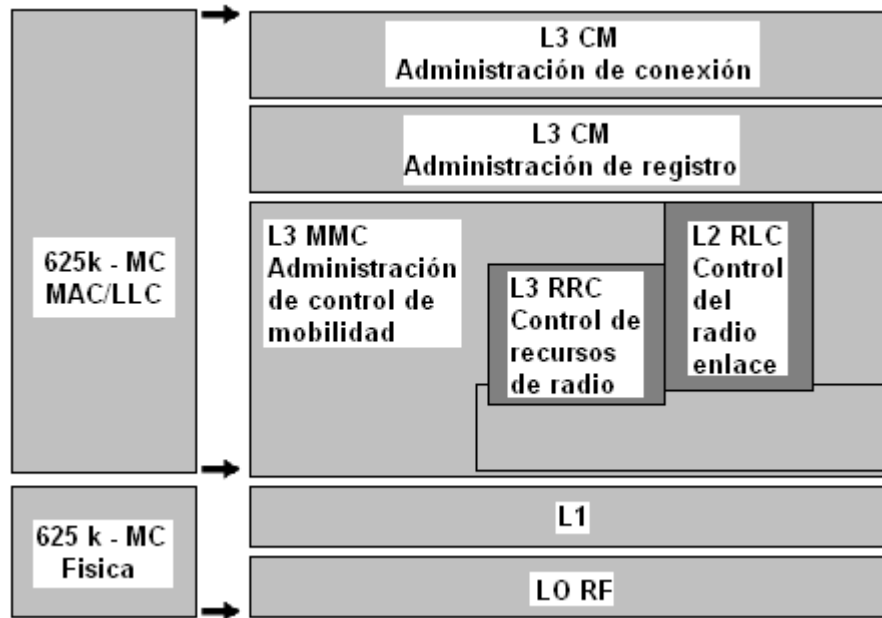 L3 CM
Administración de conexión
L3 CM
Administración de registro
625k - MC
MAC/LLC
L3 MMC
Administración
de control de
mobilidad
L3 RRC
Control de
recursos
de radio
L2 RLC
Control
del
radio
enlace
625 k - MC
Fisica
L1
LO RF